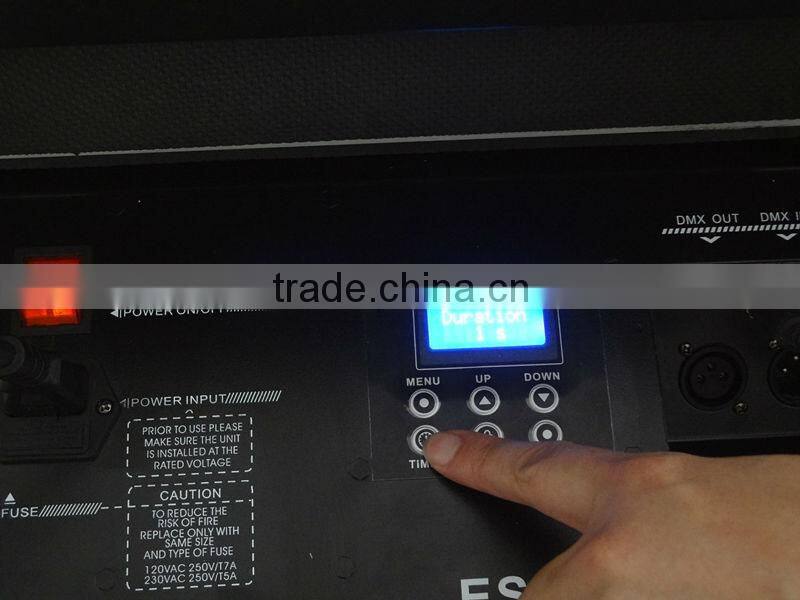 DMX OUT
DMX
trade.china.cn
POWER ON/OFF
Duration
1 s
MENU
UP
DOWN
POWER INPUT
PRIOR TO USE PLEASE
MAKE SURE THE UNIT
IS INSTALLED AT THE
RATED VOLTAGE
FUSE
CAUTION
TO REDUCE THE
RISK OF FIRE
REPLACE ONLY WITH
SAME SIZE
AND TYPE OF FUSE
120VAC 250V/T7A
230VAC 250V/T5A
TIM
ES